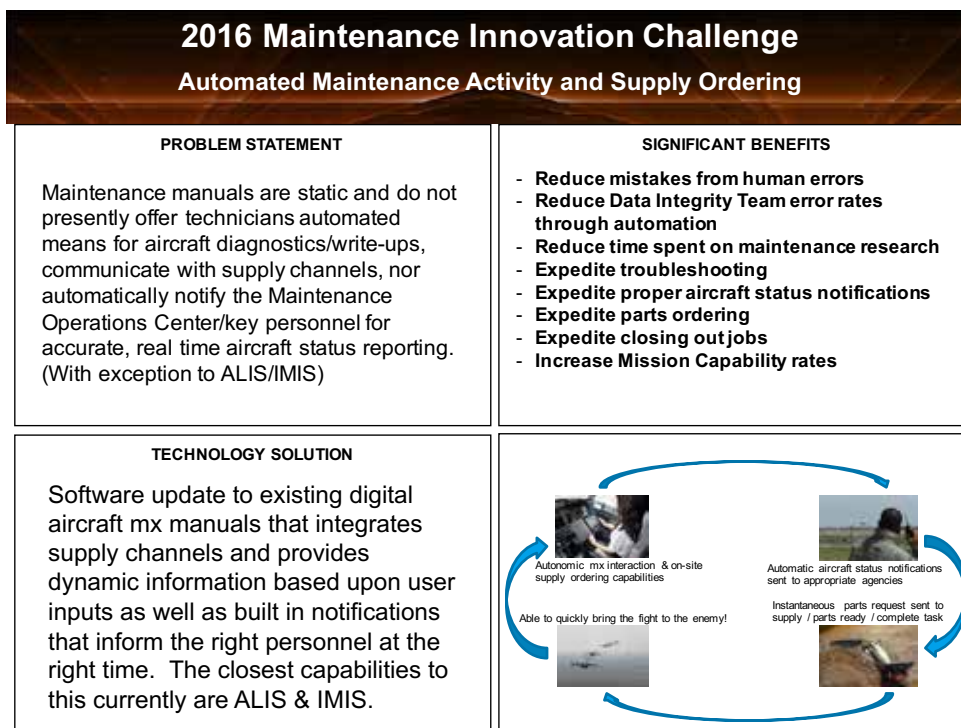 2016 Maintenance Innovation Challenge
Automated Maintenance Activity and Supply Ordering
PROBLEM STATEMENT
Maintenance manuals are static and do not
presently offer technicians automated
means for aircraft diagnostics/write-ups,
communicate with supply channels, nor
automatically notify the Maintenance
Operations Center/key personnel for
accurate, real time aircraft status reporting.
(With exception to ALIS/IMIS)
SIGNIFICANT BENEFITS
- Reduce mistakes from human errors
- Reduce Data Integrity Team error rates
through automation
- Reduce time spent on maintenance research
- Expedite troubleshooting
- Expedite proper aircraft status notifications
- Expedite parts ordering
- Expedite closing out jobs
- Increase Mission Capability rates
TECHNOLOGY SOLUTION
Software update to existing digital
aircraft mx manuals that integrates
supply channels and provides
dynamic information based upon user
inputs as well as built in notifications
that inform the right personnel at the
right time.  The closest capabilities to
this currently are ALIS & IMIS.
Autonomic mx interaction & on-site
supply ordering capabilities
Automatic aircraft status notifications
sent to appropriate agencies
Able to quickly bring the fight to the enemy!
Instantaneous parts request sent to
supply / parts ready / complete task